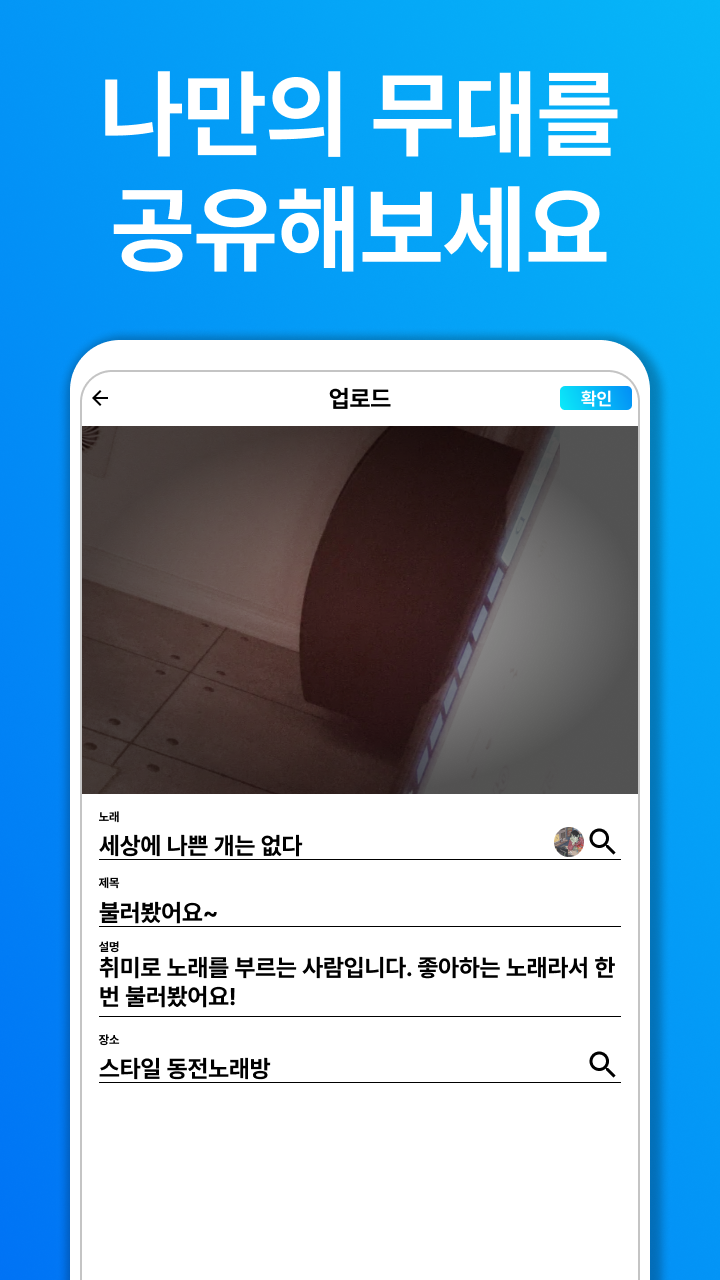 나만의 무대를
공유해보세요
업로드
확인
노래
세상에 나쁜 개는 없다
제목
불러봤어요~
설명
취미로 노래를 부르는 사람입니다. 좋아하는 노래라서 한
번 불러봤어요!
장소
스타일 동전노래방